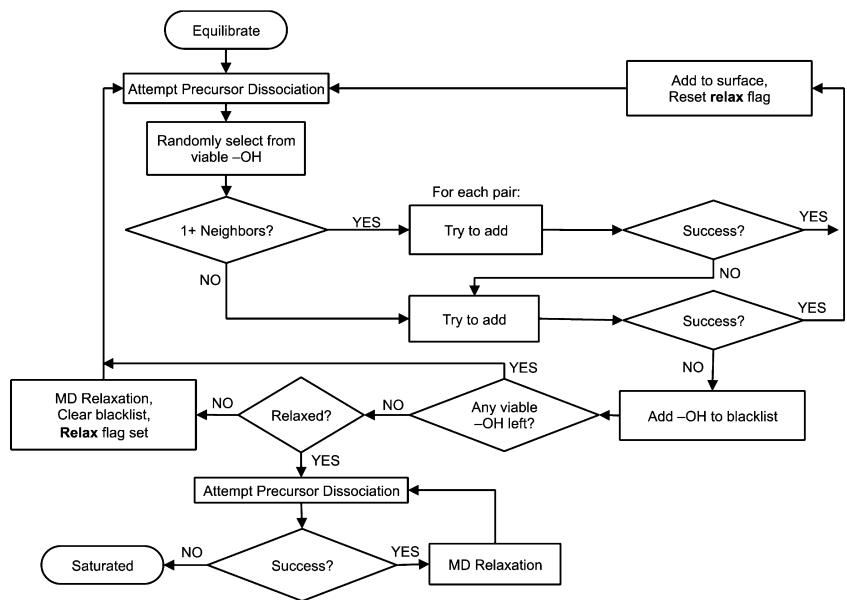 Equilibrate
Attempt Precursor Dissociation
Add to surface,
Reset relax flag
Randomly select from
viable –OH
For each pair:
1+ Neighbors?
YES
Try to add
Success?
YES
NO
NO
Try to add
Success?
YES
NO
YES
MD Relaxation,
Clear blacklist,
Relax flag set
NO
Relaxed?
NO
Any viable
–OH left?
Add –OH to blacklist
YES
Attempt Precursor Dissociation
Saturated
NO
Success?
YES
MD Relaxation